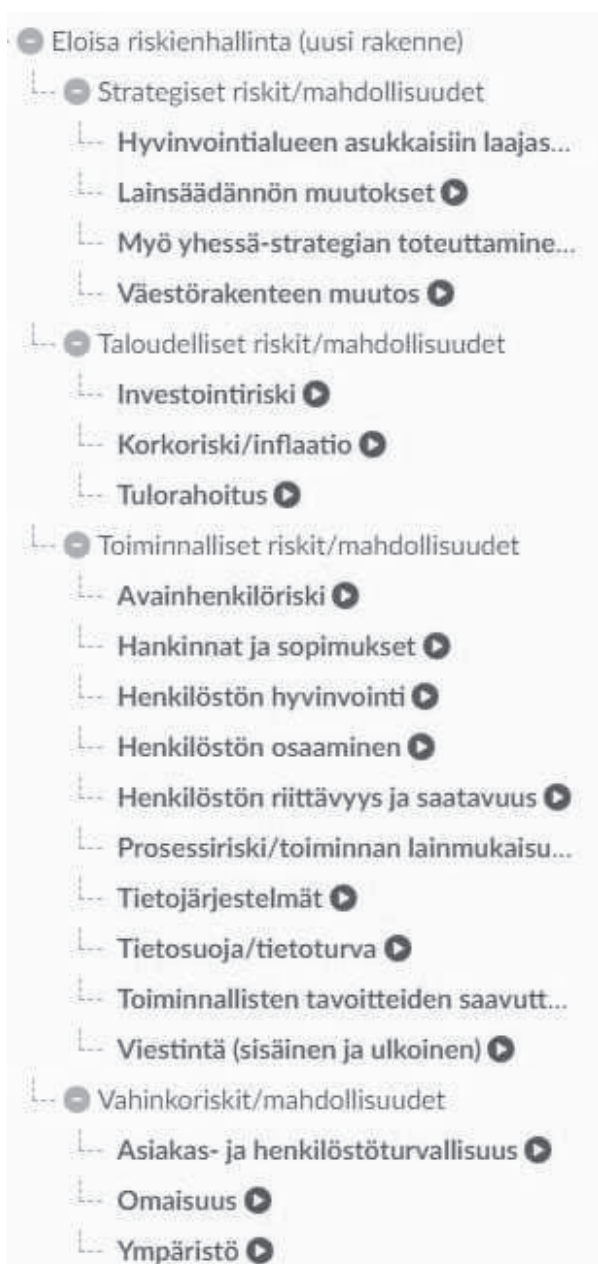 Eloisa riskienhallinta (uusi rakenne)
Strategiset riskit/mahdollisuudet
Hyvinvointialueen asukkaisiin laajas...
Lainsäädännön muutokset
Myö yhessä-strategian toteuttamine...
Väestörakenteen muutos
Taloudelliset riskit/mahdollisuudet
Investointiriski
Korkoriski/inflaatio
Tulorahoitus
Toiminnalliset riskit/mahdollisuudet
Avainhenkilöriski
Hankinnat ja sopimukset
Henkilöstön hyvinvointi
Henkilöstön osaaminen
Henkilöstön riittävyys ja saatavuus
Prosessiriski/toiminnan lainmukaisu...
Tietojärjestelmät
Tietosuoja/tietoturva
Toiminnallisten tavoitteiden saavutt...
Viestintä (sisäinen ja ulkoinen)
Vahinkoriskit/mahdollisuudet
Asiakas- ja henkilöstöturvallisuus
Omaisuus
Ympäristö